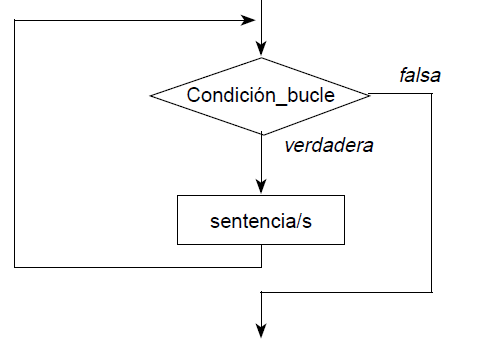 falsa
Condición_bucle
verdadera
sentencia/s